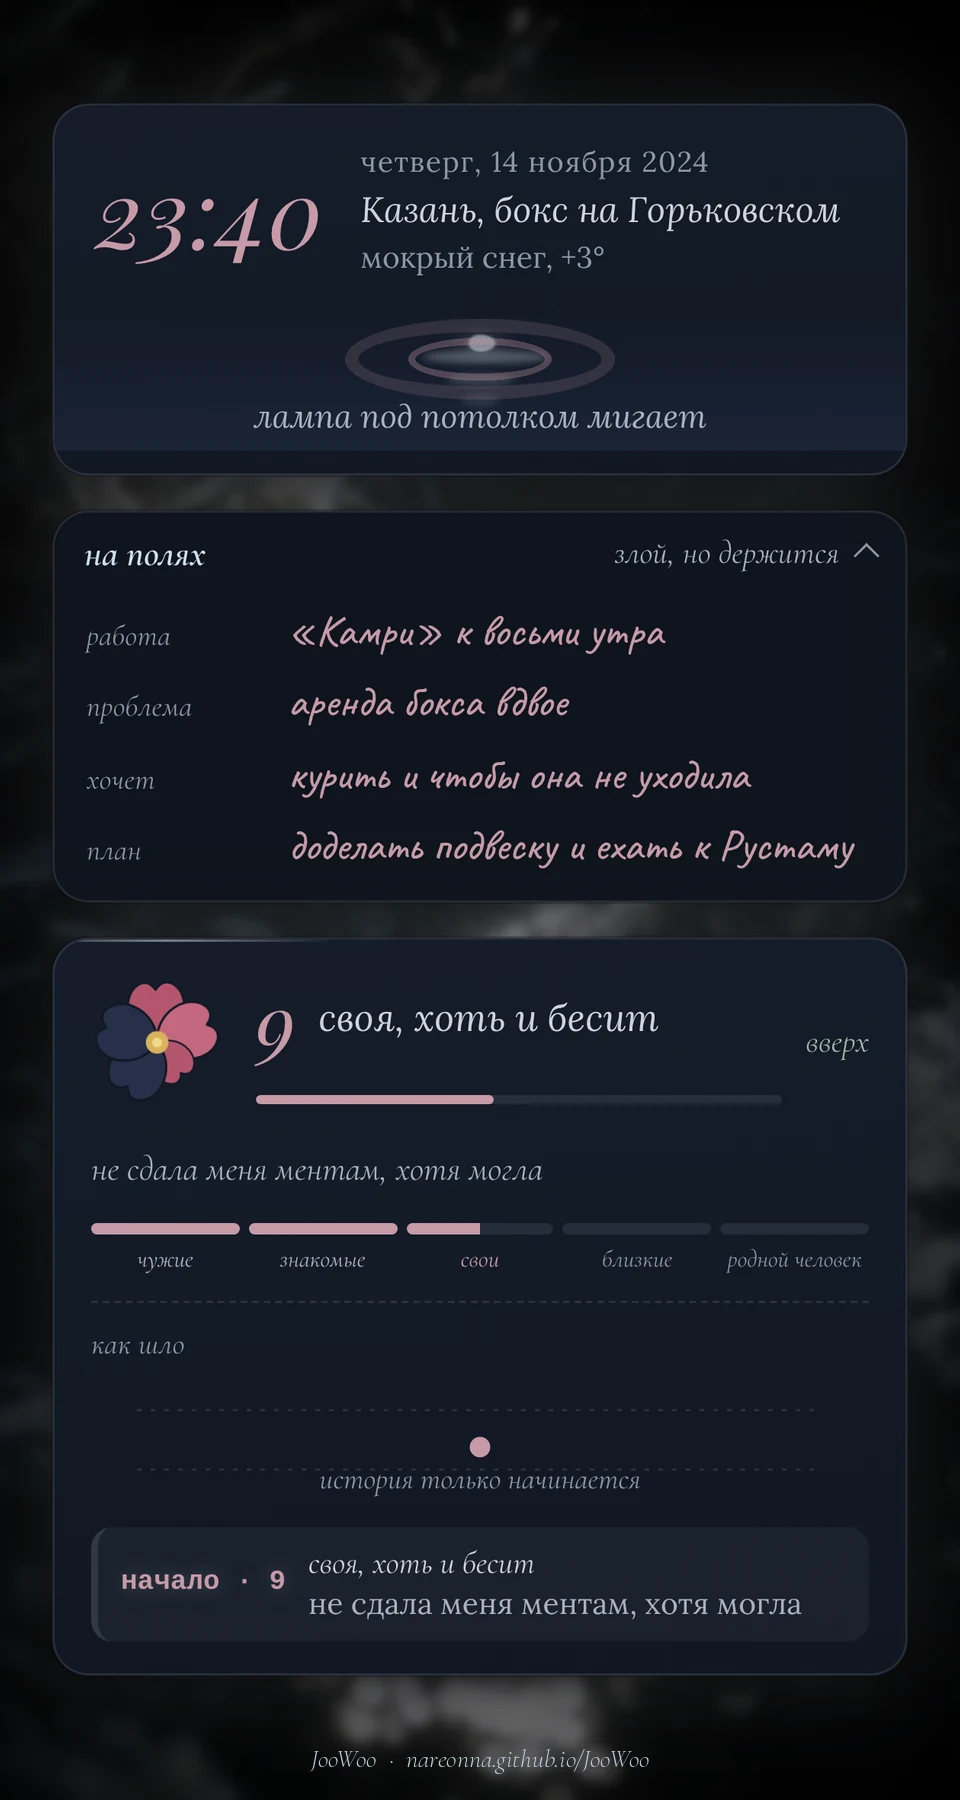 23:40
четверг, 14 ноября 2024
Казань, бокс на Горьковском
мокрый снег, +3°
лампа под потолком мигает
на полях
злой, но держится
работа
«Камри» к восьми утра
проблема
аренда бокса вдвое
хочет
курить и чтобы она не уходила
план
доделать подвеску и ехать к Рустаму
9
своя, хоть и бесит
вверх
не сдала меня ментам, хотя могла
чужие
знакомые
свои
близкие
родной человек
как шло
история только начинается
начало · 9
своя, хоть и бесит
не сдала меня ментам, хотя могла
JooWoo · nareonna.github.io/JooWoo